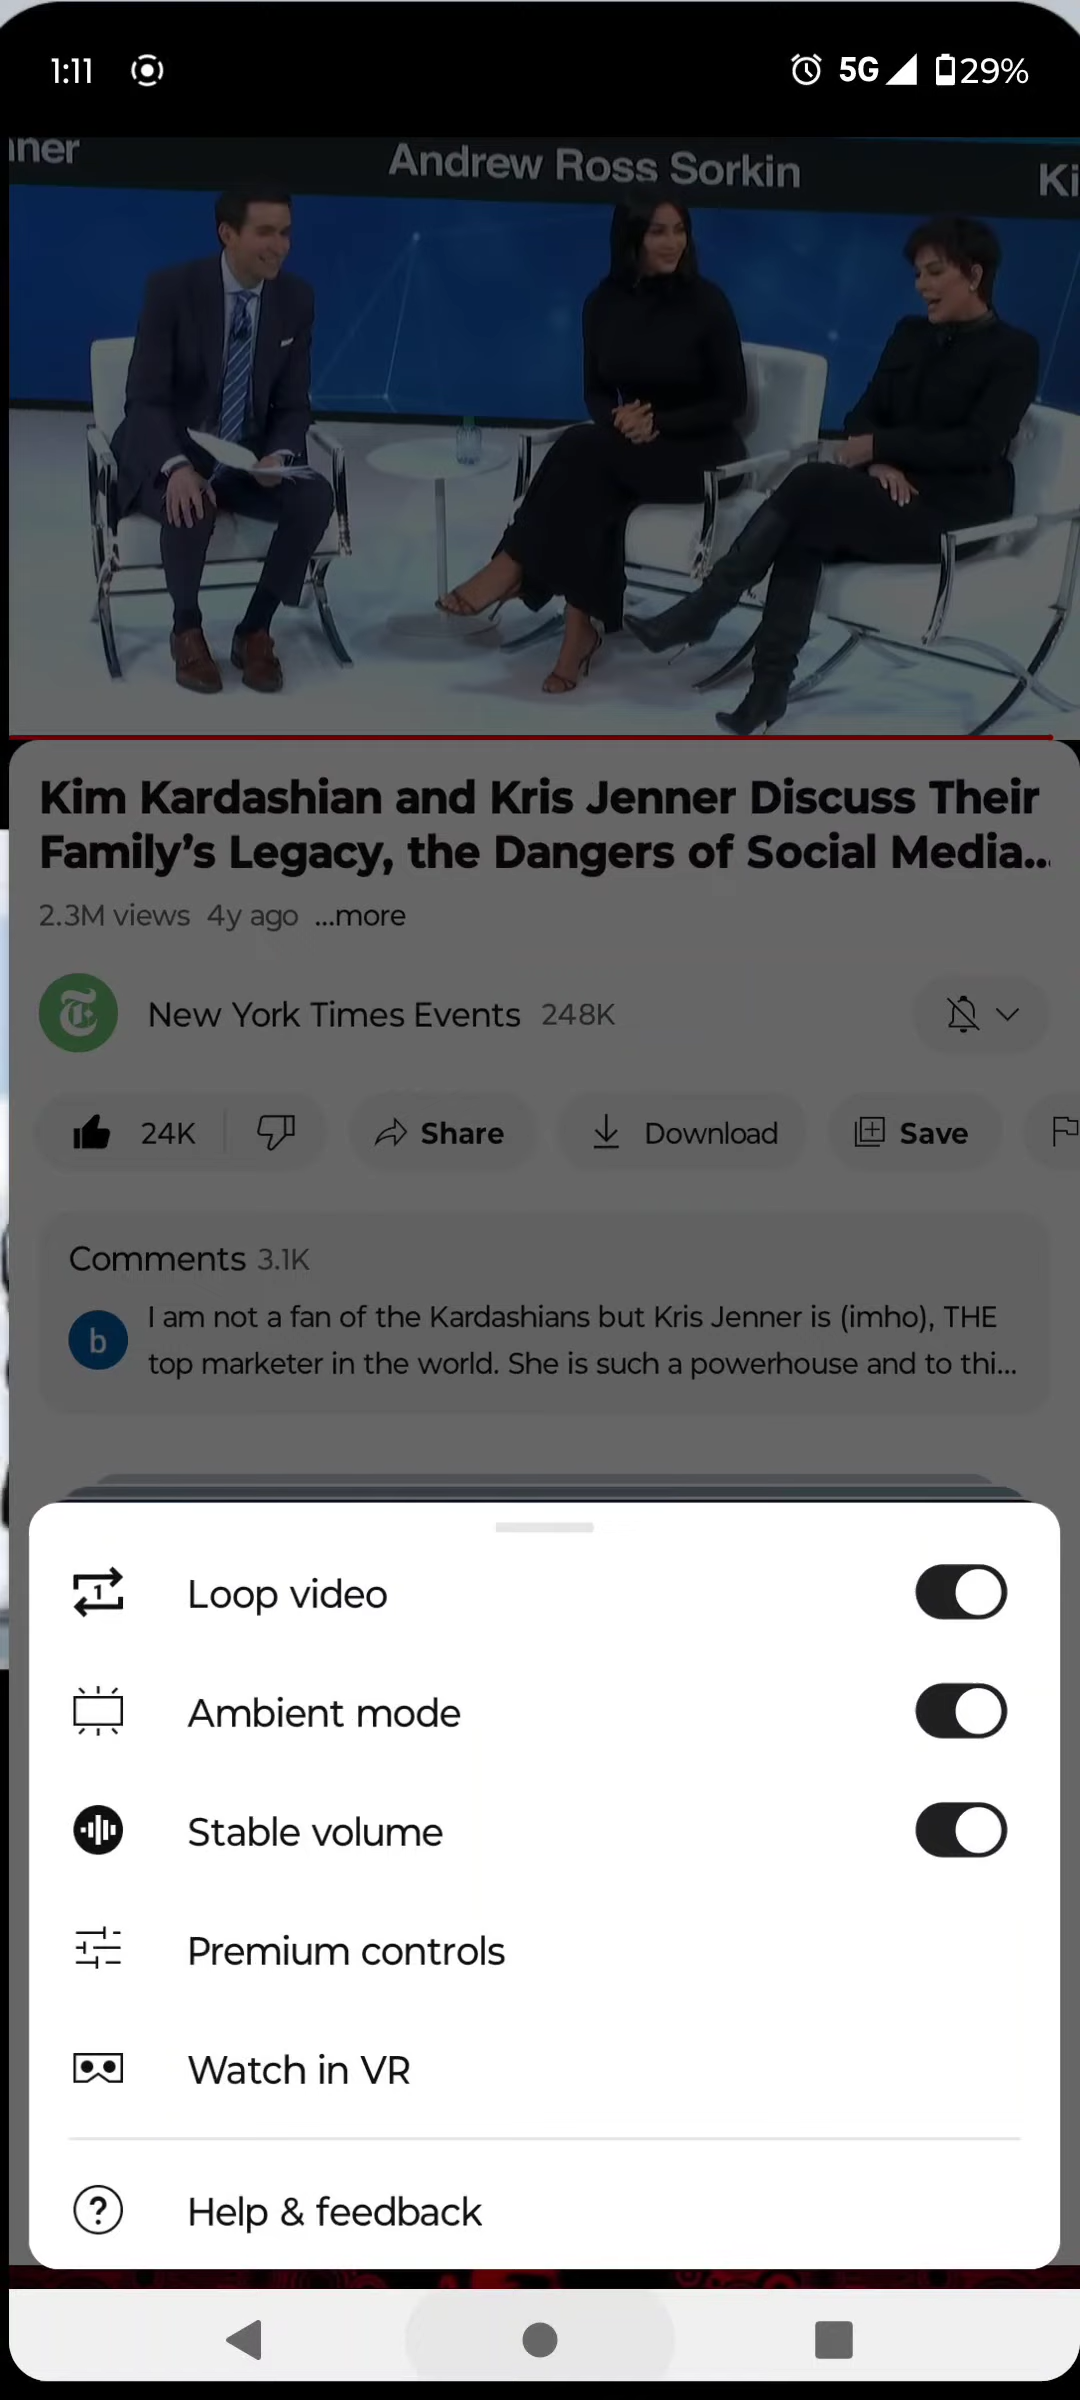 1:11
5G
29%
Andrew Ross Sorkin
Kim Kardashian and Kris Jenner Discuss Their
Family's Legacy, the Dangers of Social Media...
2.3M views 4y ago ...more
New York Times Events 248K
24K
Share
Download
Save
Comments 3.1K
b
I am not a fan of the Kardashians but Kris Jenner is (imho), THE
top marketer in the world. She is such a powerhouse and to thi...
1
Loop video
Ambient mode
Stable volume
Premium controls
Watch in VR
? Help & feedback